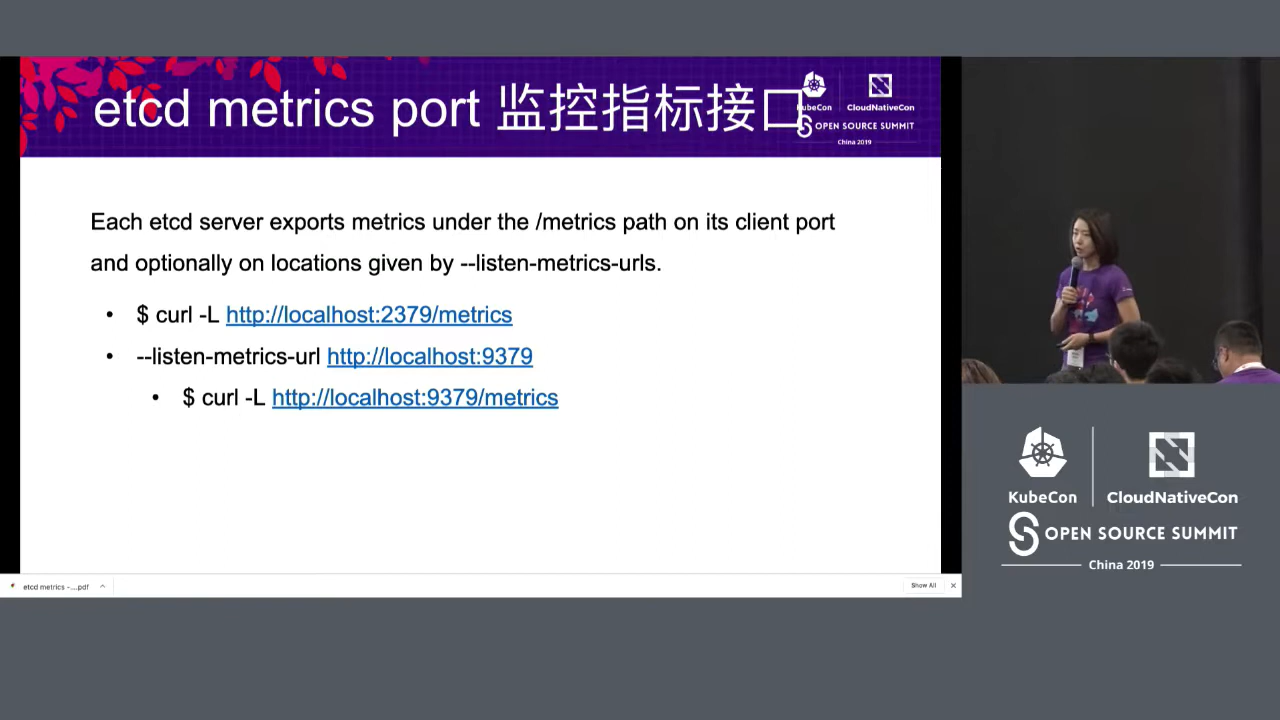 etcd metrics port 监控指标接口
KubeCon
CloudNativeCon
OPEN SOURCE SUMMIT
China 2019
Each etcd server exports metrics under the /metrics path on its client port
and optionally on locations given by --listen-metrics-urls.
• $ curl -L http://localhost:2379/metrics
• --listen-metrics-url http://localhost:9379
• $ curl -L http://localhost:9379/metrics
etcd metrics -....pdf
Show All
KubeCon
CloudNativeCon
OPEN SOURCE SUMMIT
China 2019